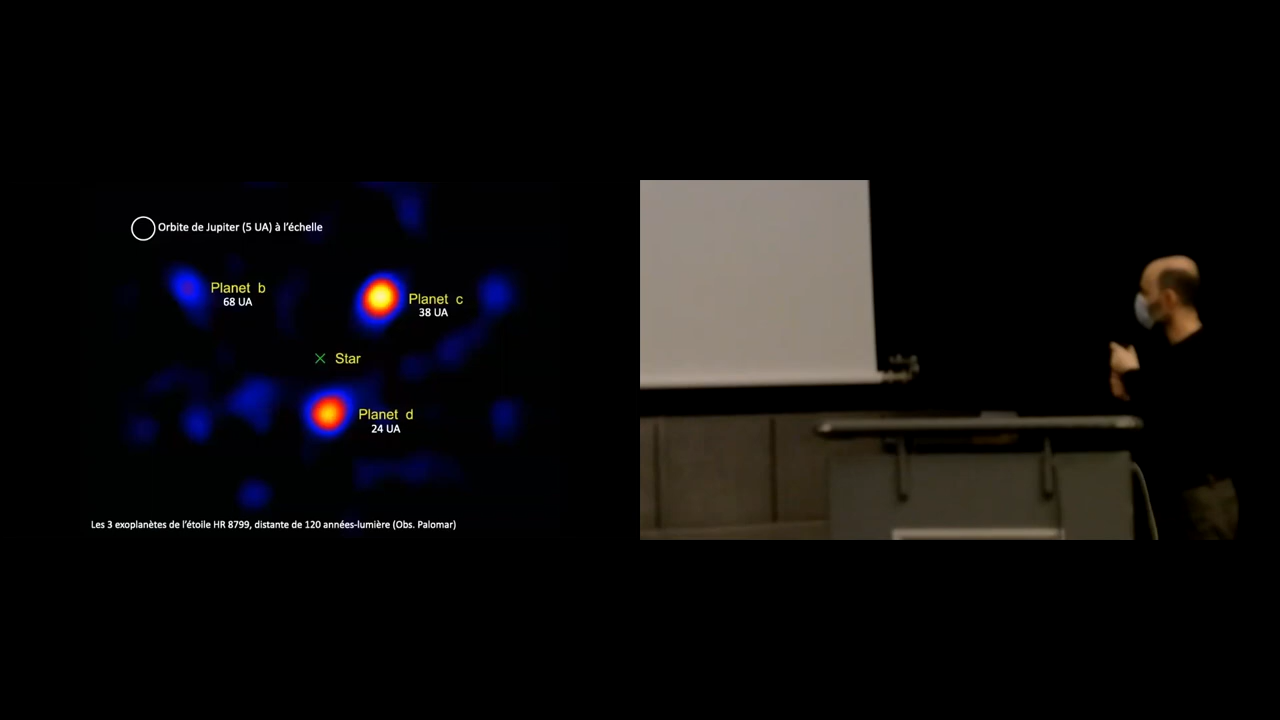 Orbite de Jupiter (5 UA) à l'échelle
Planet b
68 UA
Planet c
38 UA
Star
Planet d
24 UA
Les 3 exoplanètes de l'étoile HR 8799, distante de 120 années-lumière (Obs. Palomar)